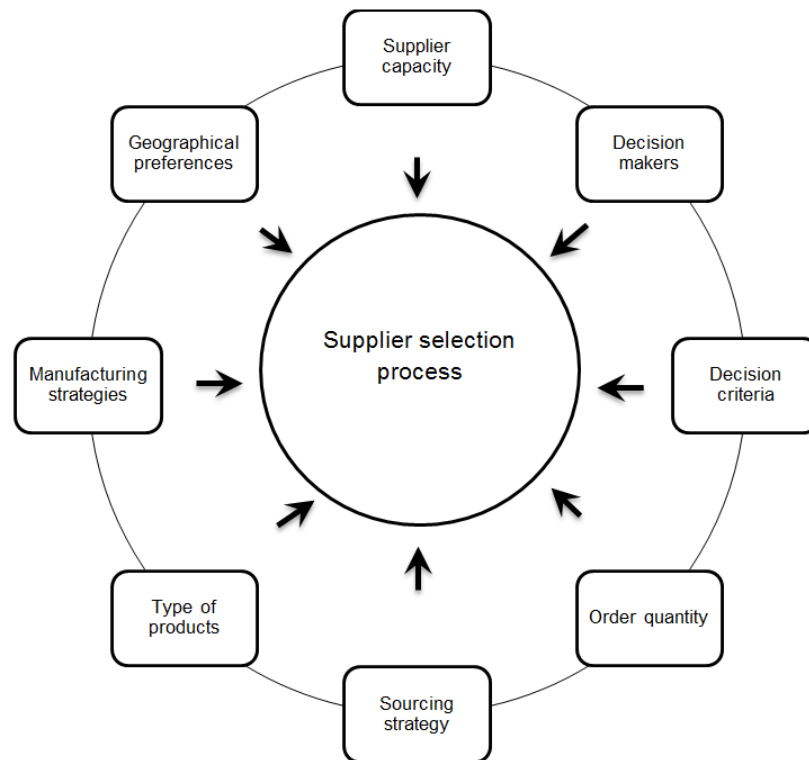 Supplier
capacity
Geographical
preferences
Decision
makers
Supplier selection
process
Manufacturing
strategies
Decision
criteria
Type of
products
Order quantity
Sourcing
strategy